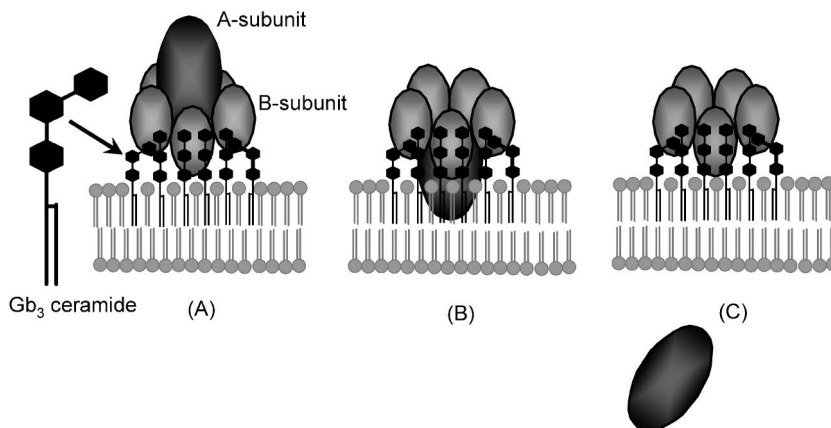 A-subunit
B-subunit
Gb₃ ceramide
(A)
(B)
(C)